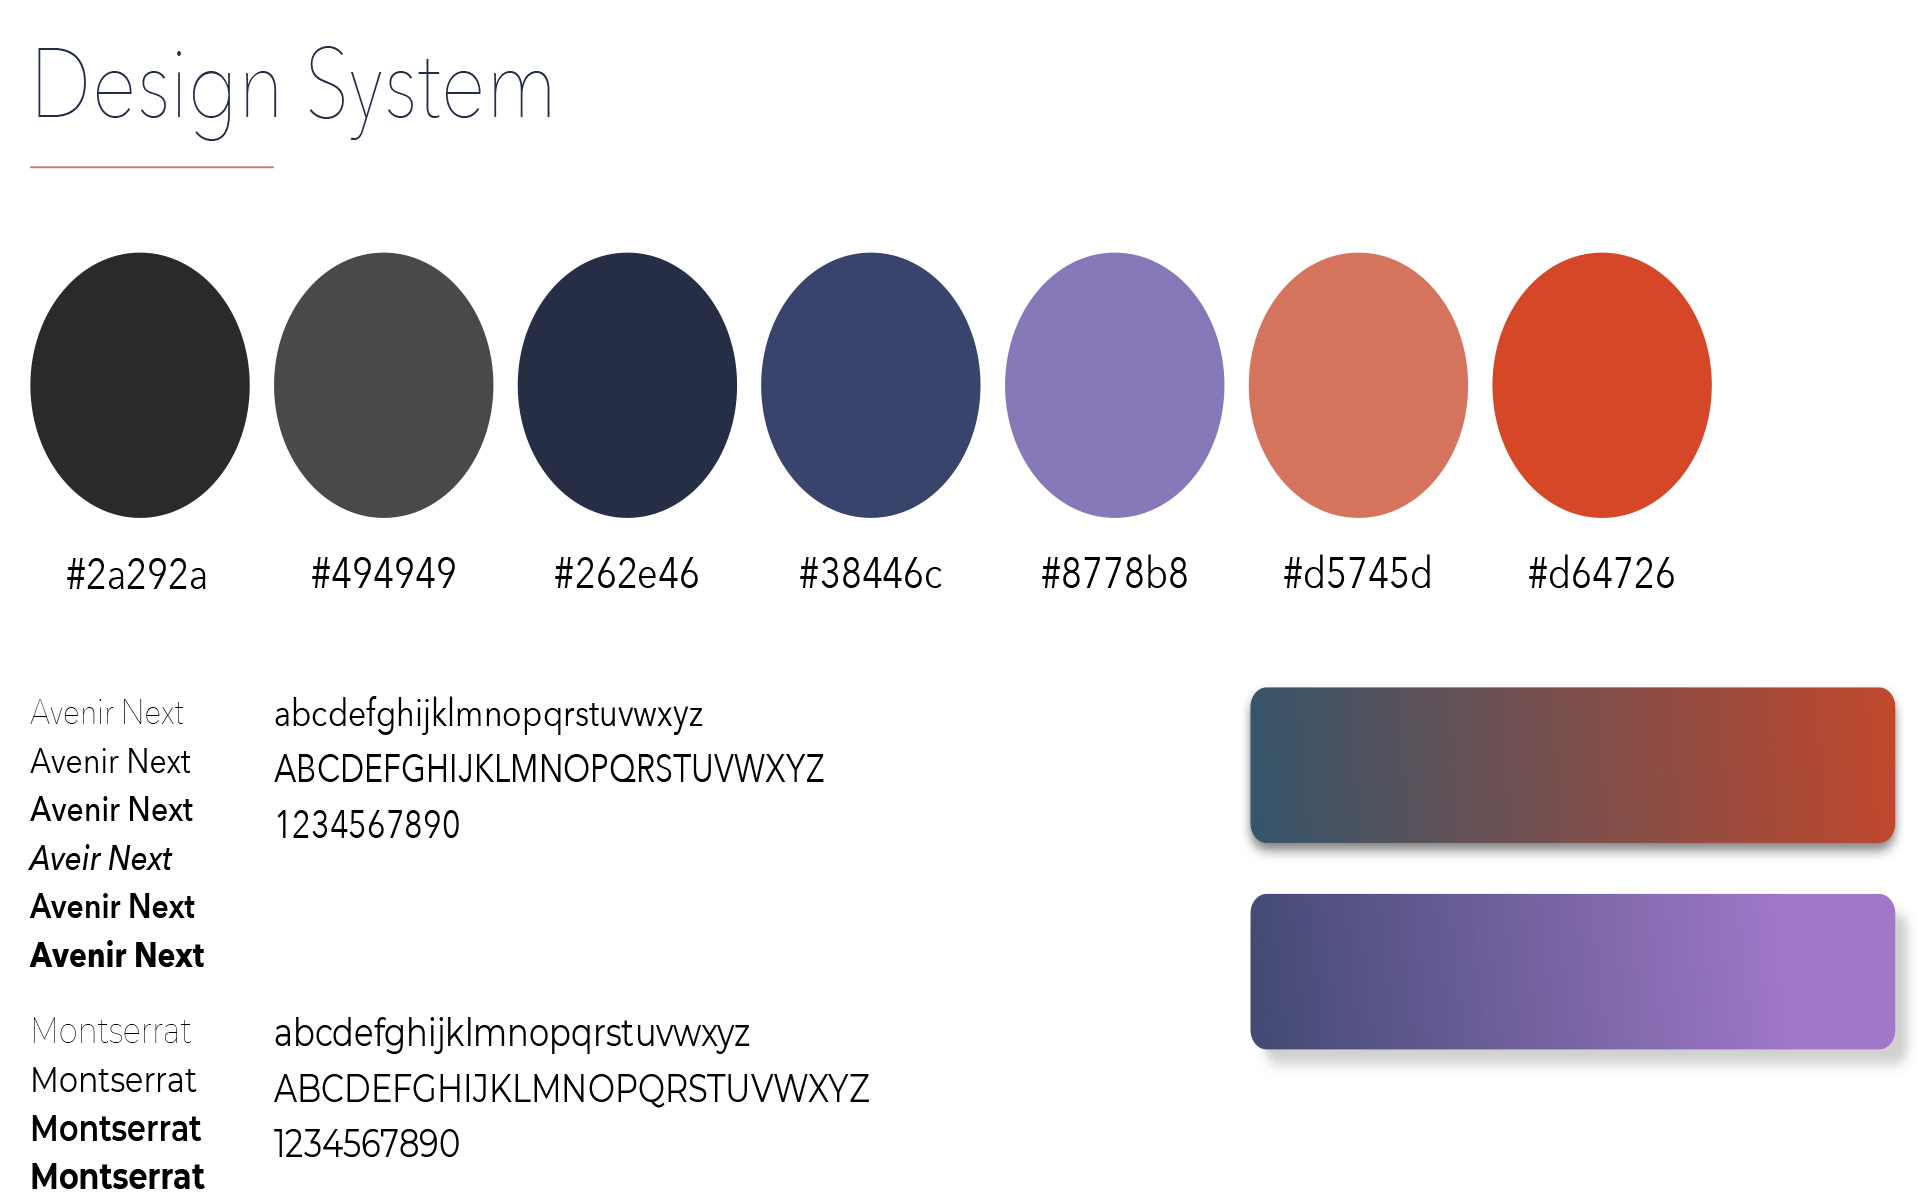 Design System
#2a292a #494949 #262e46 #38446c #8778b8 #d5745d #d64726
Avenir Next
Avenir Next
Avenir Next
Aveir Next
Avenir Next
Avenir Next
abcdefghijklmnopqrstuvwxyz
ABCDEFGHIJKLMNOPQRSTUVWXYZ
1234567890
Montserrat
Montserrat
Montserrat
Montserrat
abcdefghijklmnopqrstuvwxyz
ABCDEFGHIJKLMNOPQRSTUVWXYZ
1234567890